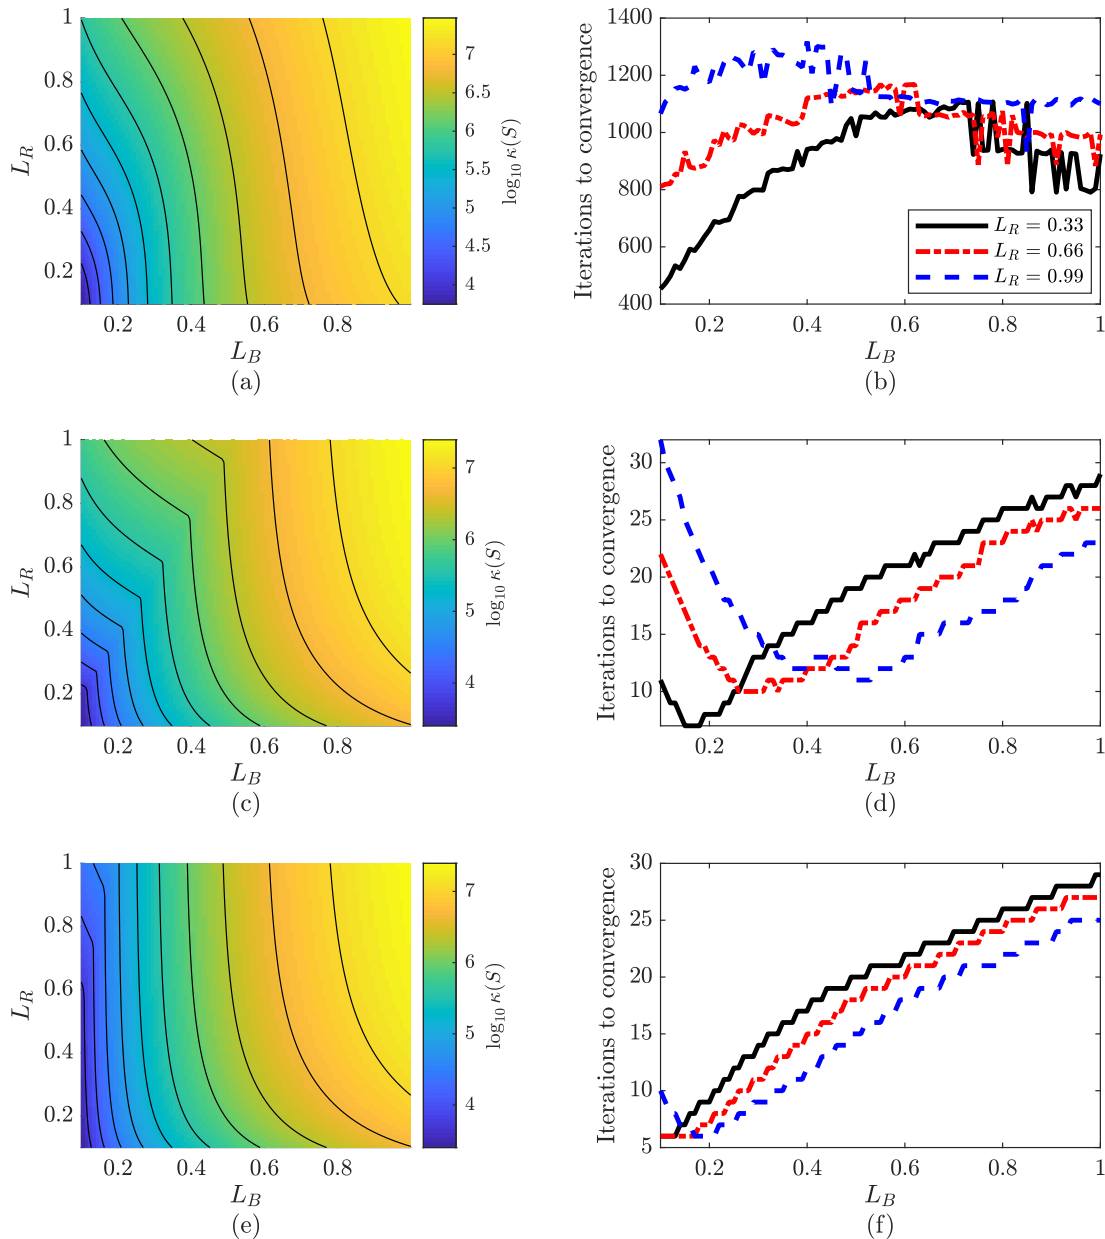 1
0.8
0.6
0.4
0.2
L_R
0.2 0.4 0.6 0.8
L_B
7
6.5
6
5.5
5
4.5
4
log₁₀ κ(S)
(a)
1400
1200
1000
800
600
400
Iterations to convergence
L_R = 0.33
L_R = 0.66
L_R = 0.99
0.2 0.4 0.6 0.8 1
L_B
(b)
1
0.8
0.6
0.4
0.2
L_R
0.2 0.4 0.6 0.8
L_B
7
6
5
4
log₁₀ κ(S)
(c)
30
25
20
15
10
Iterations to convergence
0.2 0.4 0.6 0.8 1
L_B
(d)
1
0.8
0.6
0.4
0.2
L_R
0.2 0.4 0.6 0.8
L_B
7
6
5
4
log₁₀ κ(S)
(e)
30
25
20
15
10
5
Iterations to convergence
0.2 0.4 0.6 0.8 1
L_B
(f)